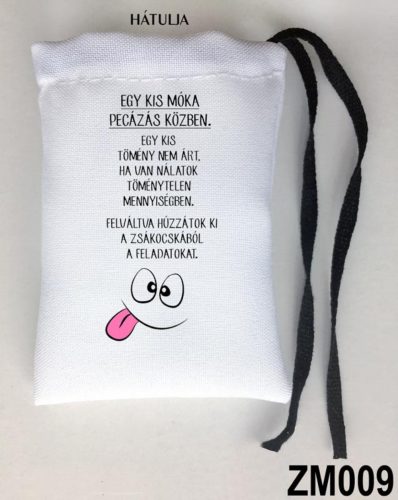 HÁTULJA
EGY KIS MÓKA
PECÁZÁS KÖZBEN.
EGY KIS
TÖMÉNY NEM ÁRT,
HA VAN NÁLATOK
TÖMÉNYTELEN
MENNYISÉGBEN.
FELVÁLTVA HÚZZÁTOK KI
A ZSÁKOCSKÁBÓL
A FELADATOKAT.
ZM009